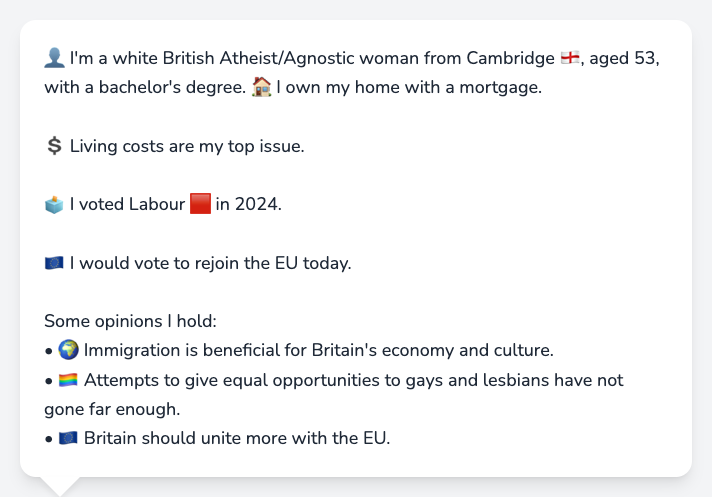 👤 I'm a white British Atheist/Agnostic woman from Cambridge 🏴󠁧󠁢󠁥󠁮󠁧󠁿, aged 53,
with a bachelor's degree. 🏠 I own my home with a mortgage.
💲 Living costs are my top issue.
🗳️ I voted Labour 🟥 in 2024.
🇪🇺 I would vote to rejoin the EU today.
Some opinions I hold:
• 🌍 Immigration is beneficial for Britain's economy and culture.
• 🏳️‍🌈 Attempts to give equal opportunities to gays and lesbians have not
gone far enough.
• 🇪🇺 Britain should unite more with the EU.